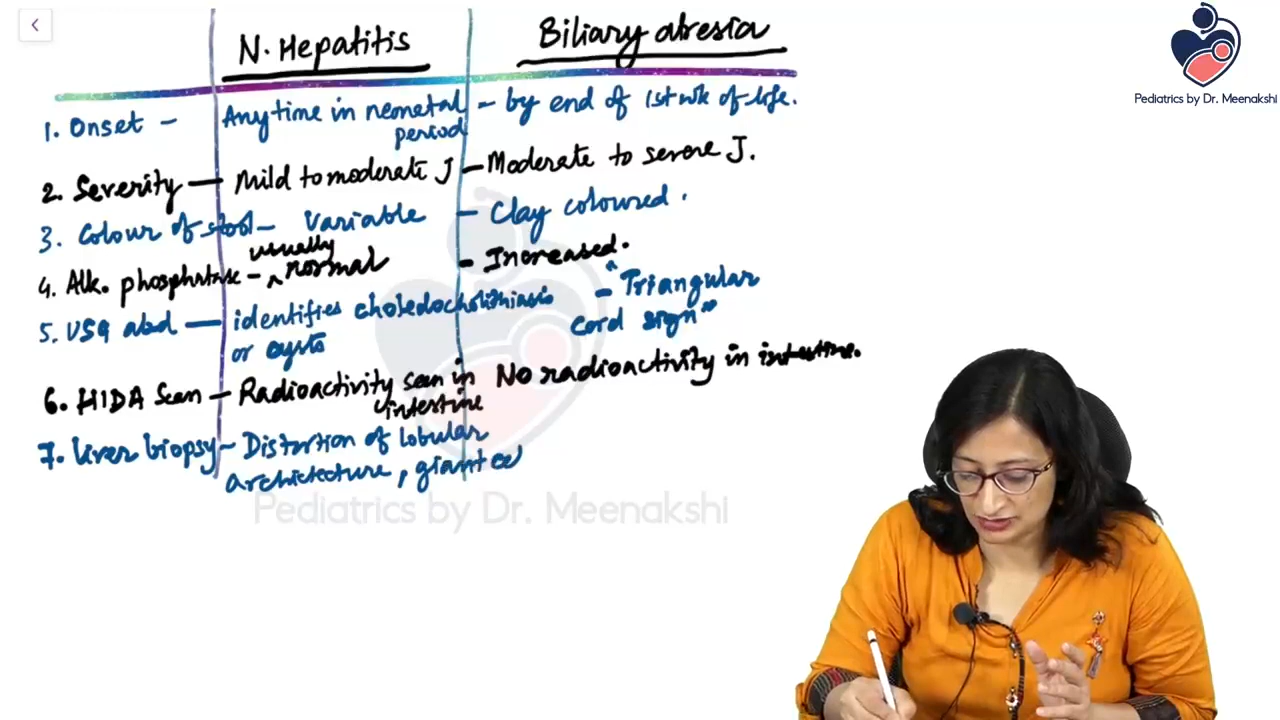 N. Hepatitis Biliary atresia
Pediatrics by Dr. Meenakshi
1. Onset - Anytime in neonatal period - by end of 1st wk of life.
2. Severity - Mild to moderate J - Moderate to severe J.
3. Colour of stool - Variable - Clay coloured.
4. Alk. phosphatase - usually normal - Increased.
5. USG abd - identifies choledocholithiasis - "Triangular
or cysts cord sign"
6. HIDA Scan - Radioactivity seen in No radioactivity in intestine.
intestine
7. Liver biopsy - Distortion of lobular
architecture, giant ce
Pediatrics by Dr. Meenakshi